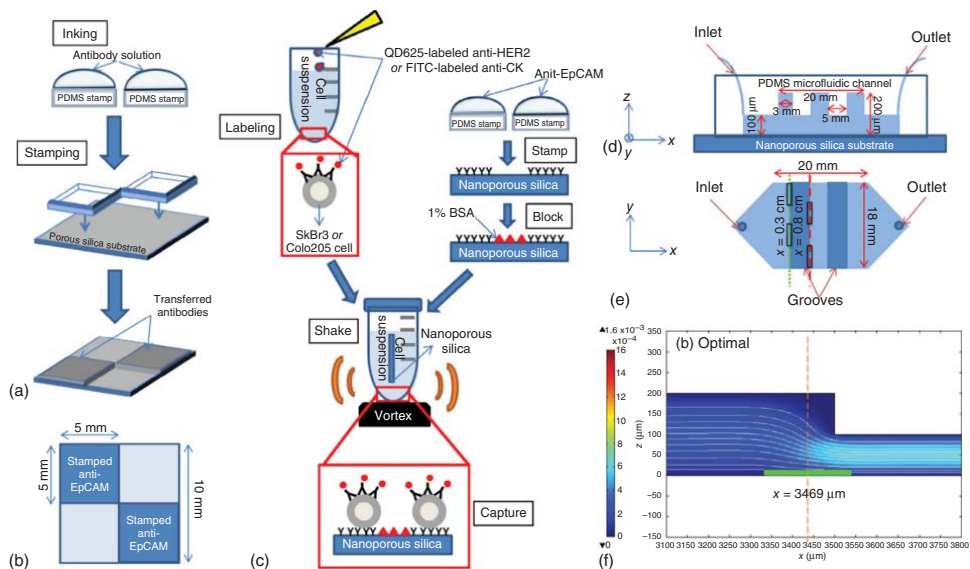 Inking
Antibody solution
PDMS stamp
PDMS stamp
Stamping
Porous silica substrate
Transferred
antibodies
(a)
5 mm
5 mm
Stamped
anti-
EpCAM
Stamped
anti-
EpCAM
10 mm
(b)
Cell
suspension
QD625-labeled anti-HER2
or FITC-labeled anti-CK
Labeling
SkBr3 or
Colo205 cell
Anit-EpCAM
PDMS stamp
PDMS stamp
Stamp
Nanoporous silica
1% BSA
Block
Nanoporous silica
Shake
Cell
suspension
Nanoporous
silica
Vortex
Capture
Nanoporous silica
(c)
Inlet
Outlet
PDMS microfluidic channel
20 mm
3 mm
5 mm
100 μm
200 μm
z
y
x
Nanoporous silica substrate
(d)
20 mm
Inlet
Outlet
x = 0.3 cm
x = 0.8 cm
18 mm
y
x
Grooves
(e)
▲1.6 x10⁻³
×10⁻⁴
16
14
12
10
8
6
4
2
0
▼0
350
300
250
200
150
100
50
0
−50
−100
−150
z (μm)
(b) Optimal
x = 3469 μm
3100 3150 3200 3250 3300 3350 3400 3450 3500 3550 3600 3650 3700 3750 3800
x (μm)
(f)